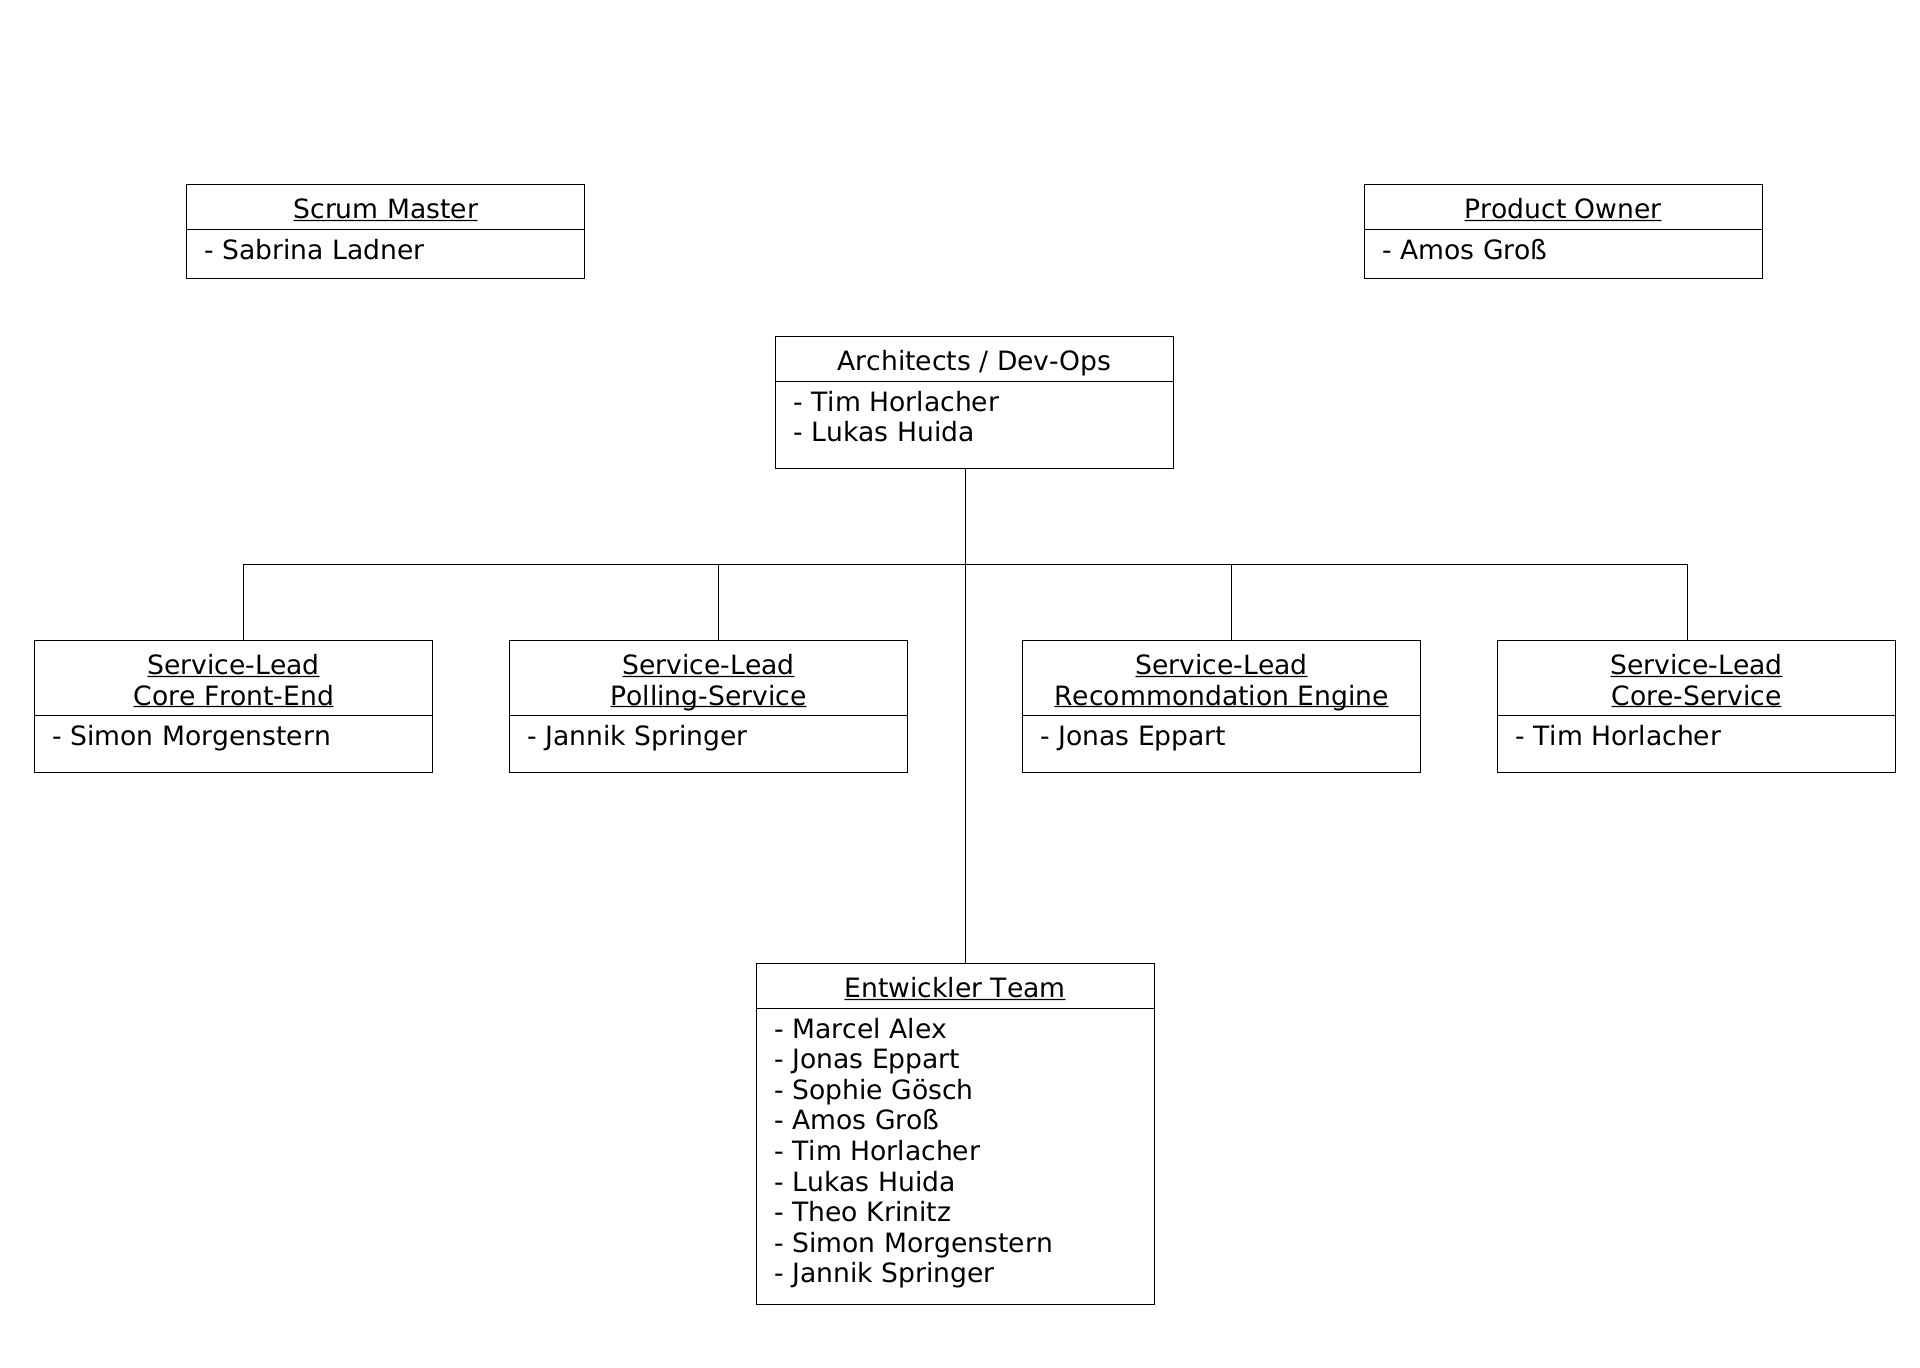 Scrum Master
- Sabrina Ladner
Product Owner
- Amos Groß
Architects / Dev-Ops
- Tim Horlacher
- Lukas Huida
Service-Lead
Core Front-End
- Simon Morgenstern
Service-Lead
Polling-Service
- Jannik Springer
Service-Lead
Recommondation Engine
- Jonas Eppart
Service-Lead
Core-Service
- Tim Horlacher
Entwickler Team
- Marcel Alex
- Jonas Eppart
- Sophie Gösch
- Amos Groß
- Tim Horlacher
- Lukas Huida
- Theo Krinitz
- Simon Morgenstern
- Jannik Springer